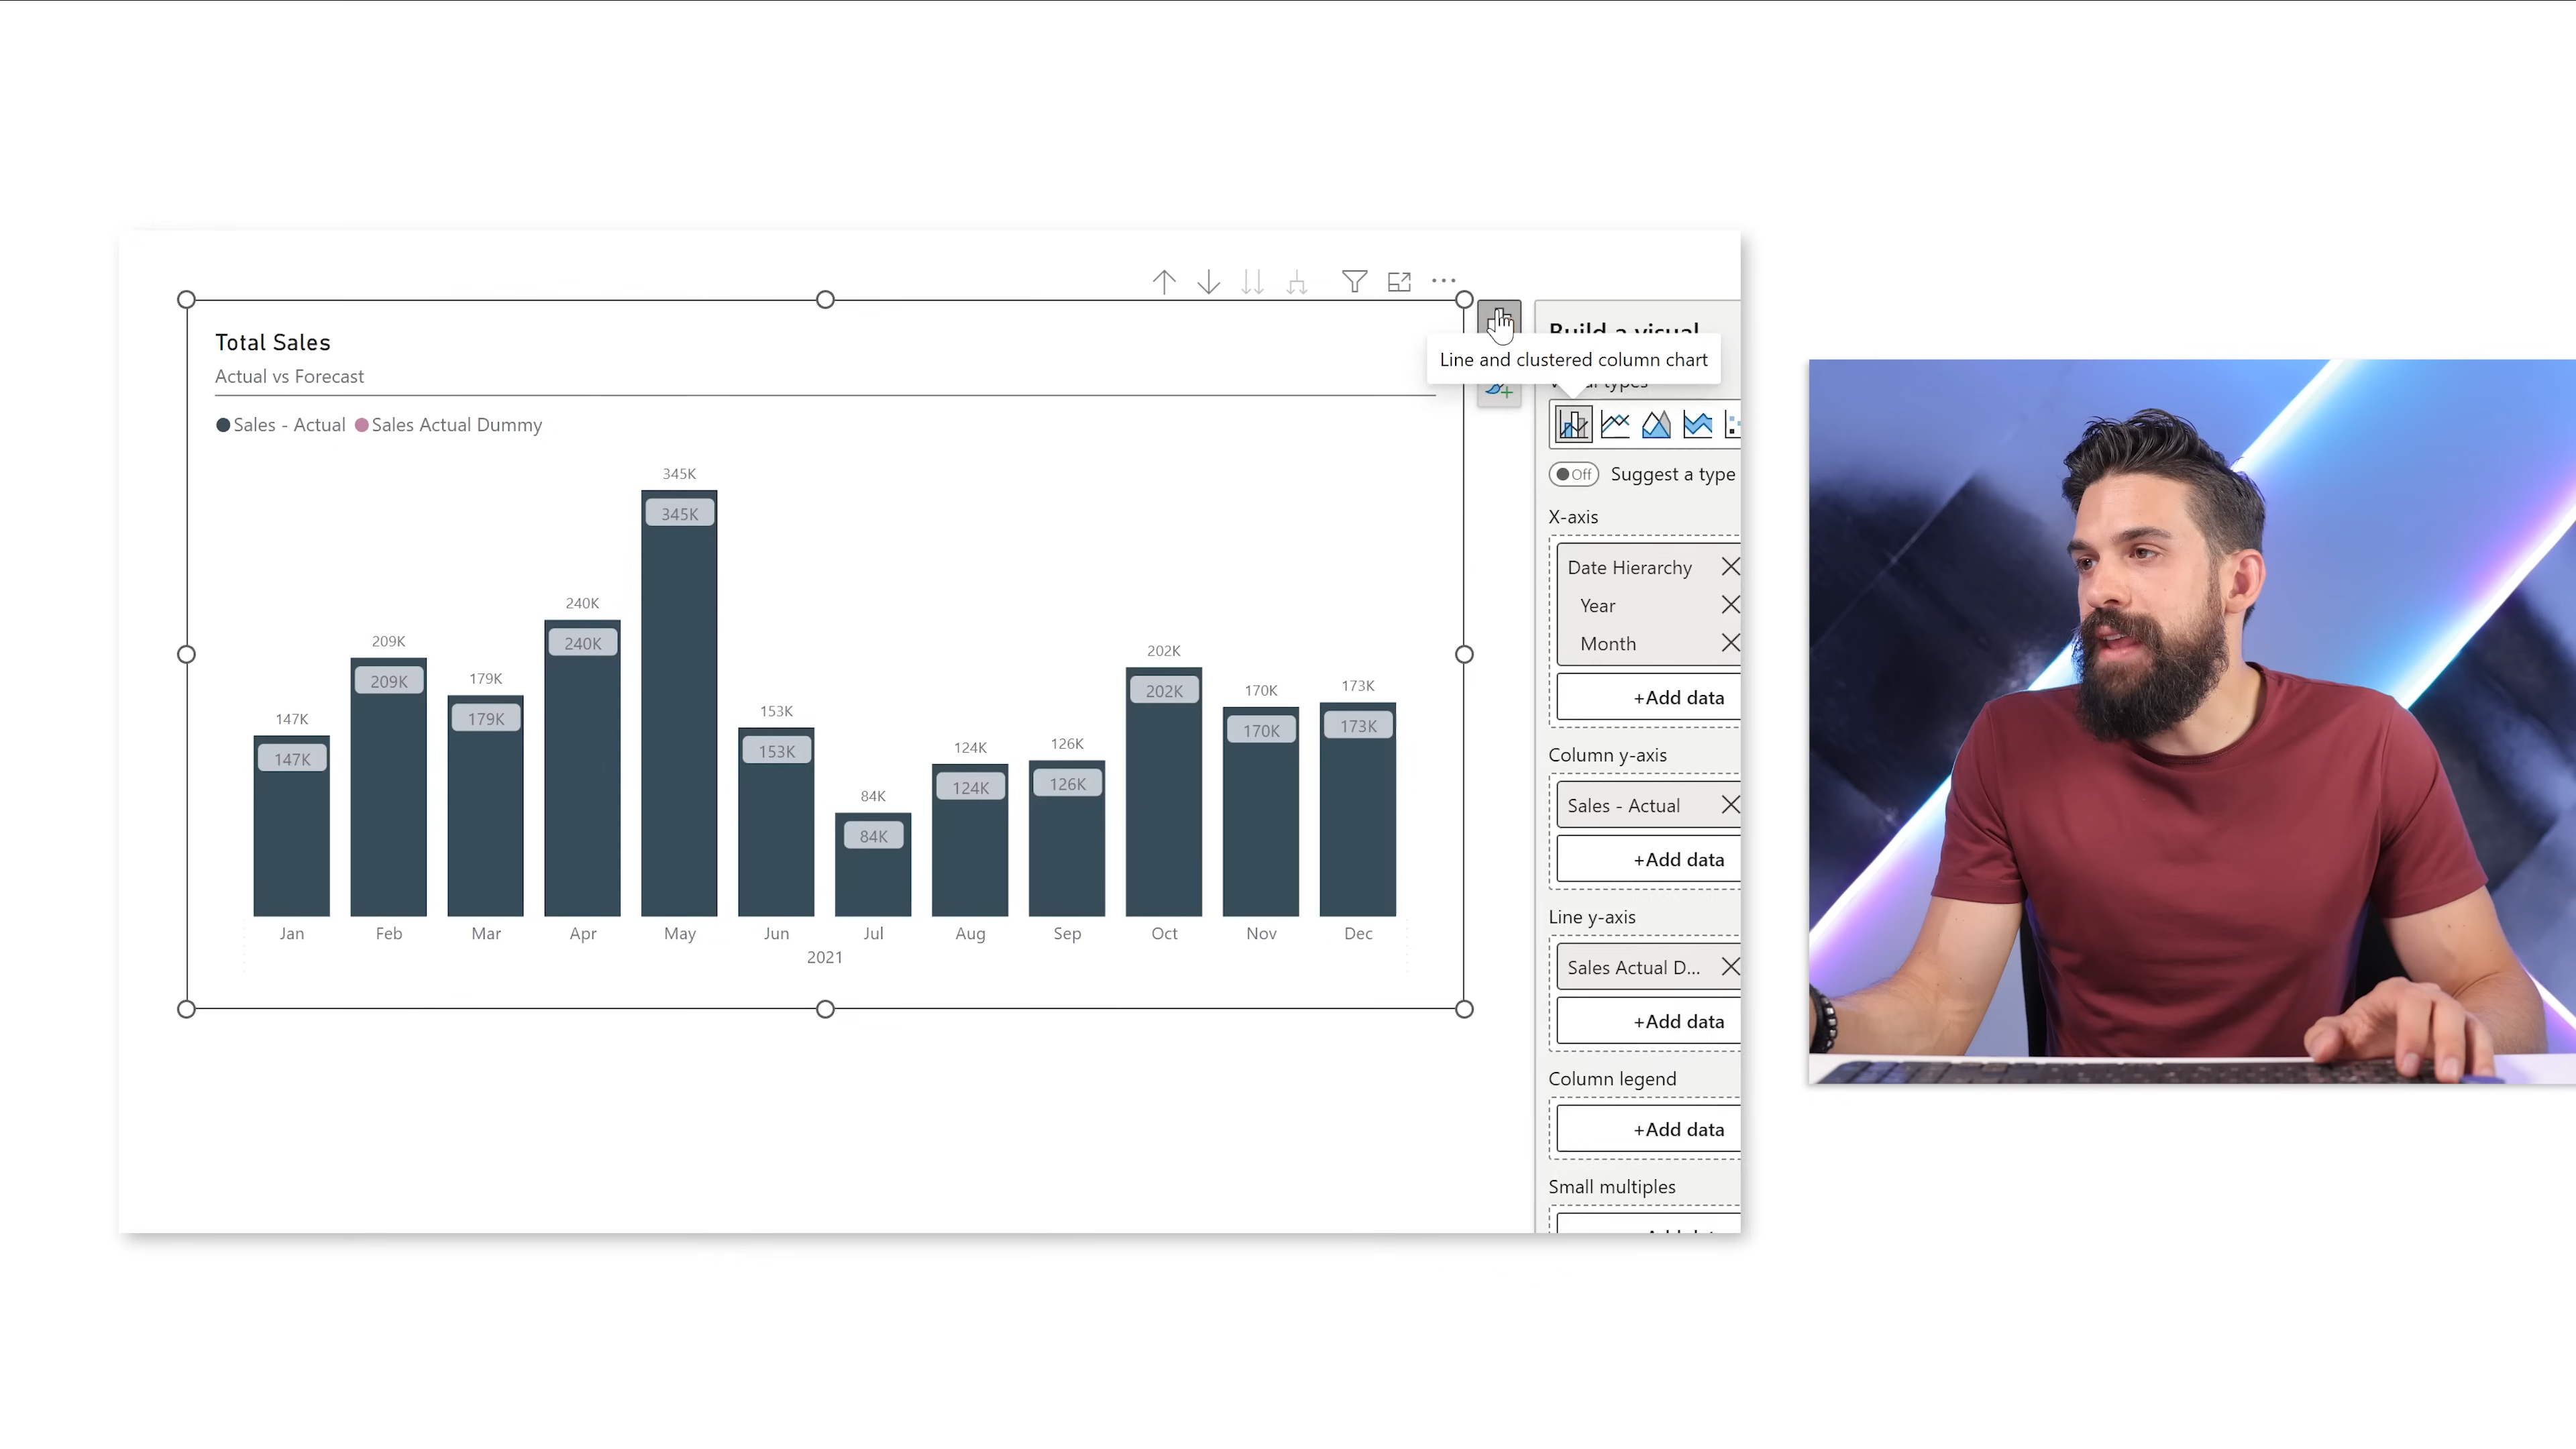 Total Sales
Actual vs Forecast
Sales - Actual Sales Actual Dummy
345K
345K
240K
240K
209K
209K
202K
202K
179K
179K
173K
173K
170K
170K
153K
153K
147K
147K
126K
126K
124K
124K
84K
84K
Jan Feb Mar Apr May Jun Jul Aug Sep Oct Nov Dec
2021
Build a visual
Line and clustered column chart
Off Suggest a type
X-axis
Date Hierarchy
Year
Month
+Add data
Column y-axis
Sales - Actual
+Add data
Line y-axis
Sales Actual D...
+Add data
Column legend
+Add data
Small multiples